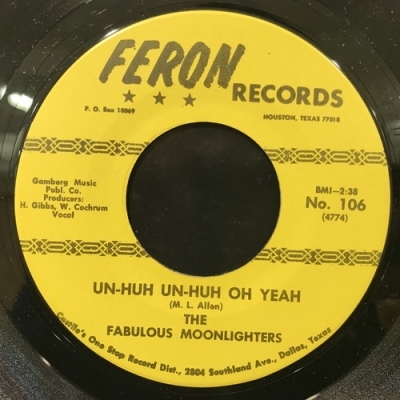 FERON
RECORDS
P. O. Box 18069
HOUSTON, TEXAS 77018
Gamberg Music
Publ. Co.
Producers:
H. Gibbs, W. Cochrum
Vocal
BMI-2:38
No. 106
(4774)
UN-HUH UN-HUH OH YEAH
(M. L. Allen)
THE
FABULOUS MOONLIGHTERS
Castile's One Stop Record Dist., 2804 Southland Ave., Dallas, Texas